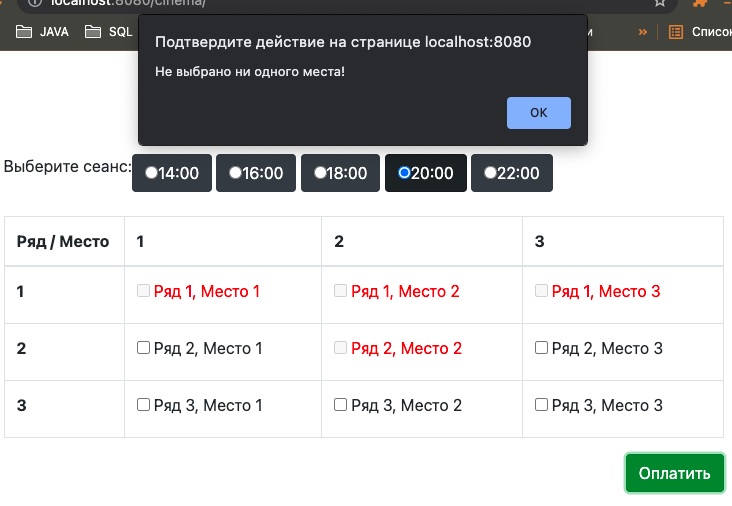 localhost:8080/cinema/
JAVA SQL и » Список
Подтвердите действие на странице localhost:8080
Не выбрано ни одного места!
ОК
Выберите сеанс: 14:00 16:00 18:00 20:00 22:00
Ряд / Место 1 2 3
1 Ряд 1, Место 1 Ряд 1, Место 2 Ряд 1, Место 3
2 Ряд 2, Место 1 Ряд 2, Место 2 Ряд 2, Место 3
3 Ряд 3, Место 1 Ряд 3, Место 2 Ряд 3, Место 3
Оплатить